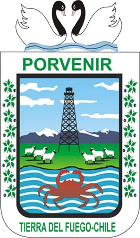 PORVENIR
TIERRA DEL FUEGO-CHILE